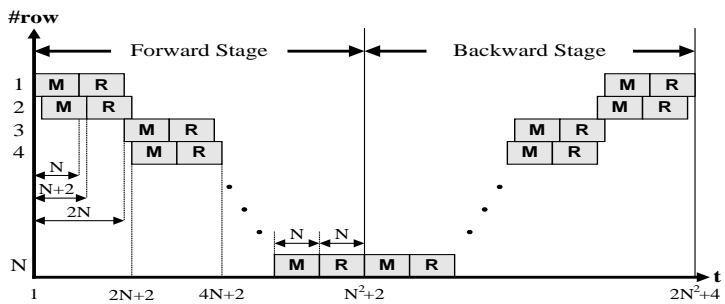 #row
Forward Stage Backward Stage
1 M R M R
2 M R M R
3 M R M R
4 M R M R
N
N+2
2N
N N
N M R M R
t
1 2N+2 4N+2 N²+2 2N²+4